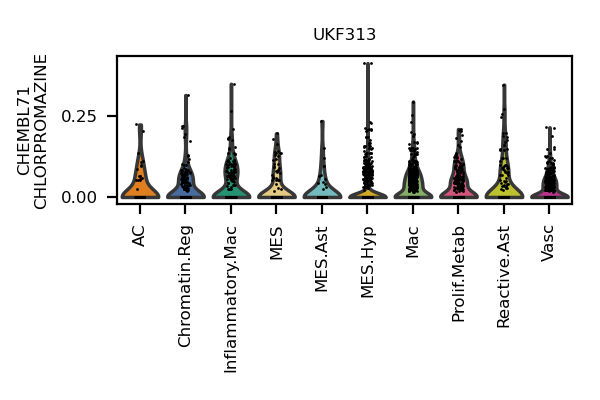 UKF313
CHEMBL71
CHLORPROMAZINE
0.25
0.00
AC
Chromatin.Reg
Inflammatory.Mac
MES
MES.Ast
MES.Hyp
Mac
Prolif.Metab
Reactive.Ast
Vasc